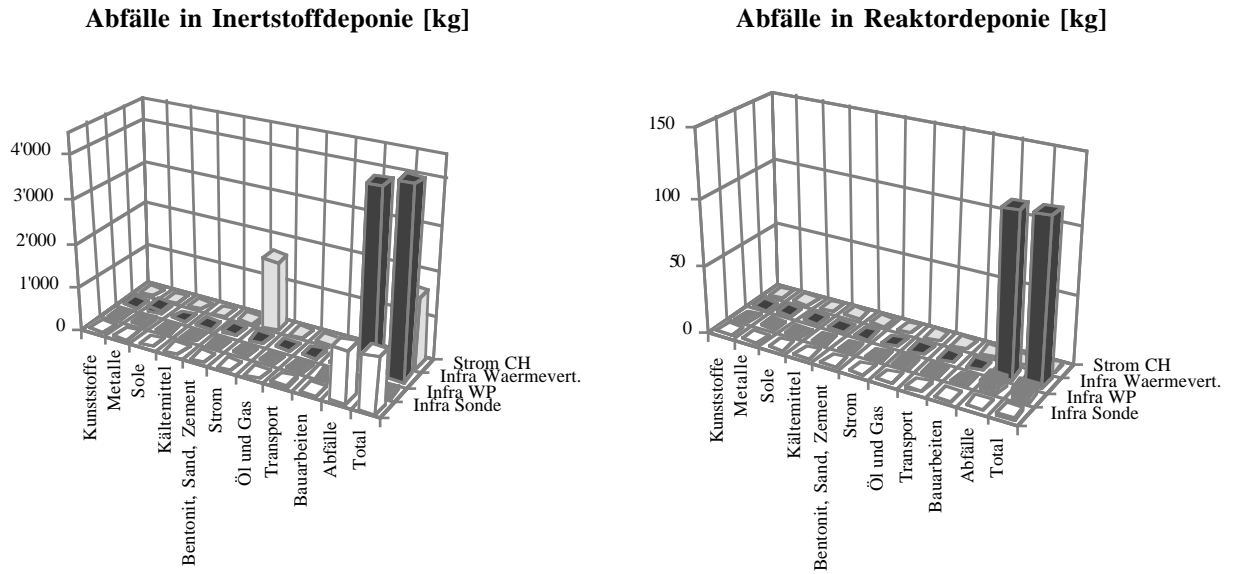 Abfälle in Inertstoffdeponie [kg]
4'000
3'000
2'000
1'000
0
Kunststoffe
Metalle
Sole
Kältemittel
Bentonit, Sand, Zement
Strom
Öl und Gas
Transport
Bauarbeiten
Abfälle
Total
Strom CH
Infra Waermevert.
Infra WP
Infra Sonde
Abfälle in Reaktordeponie [kg]
150
100
50
0
Kunststoffe
Metalle
Sole
Kältemittel
Bentonit, Sand, Zement
Strom
Öl und Gas
Transport
Bauarbeiten
Abfälle
Total
Strom CH
Infra Waermevert.
Infra WP
Infra Sonde